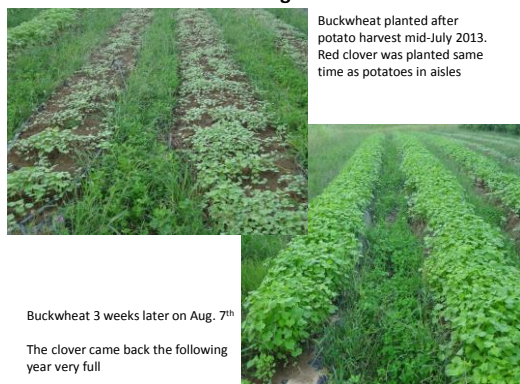 Buckwheat planted after
potato harvest mid-July 2013.
Red clover was planted same
time as potatoes in aisles
Buckwheat 3 weeks later on Aug. 7th
The clover came back the following
year very full